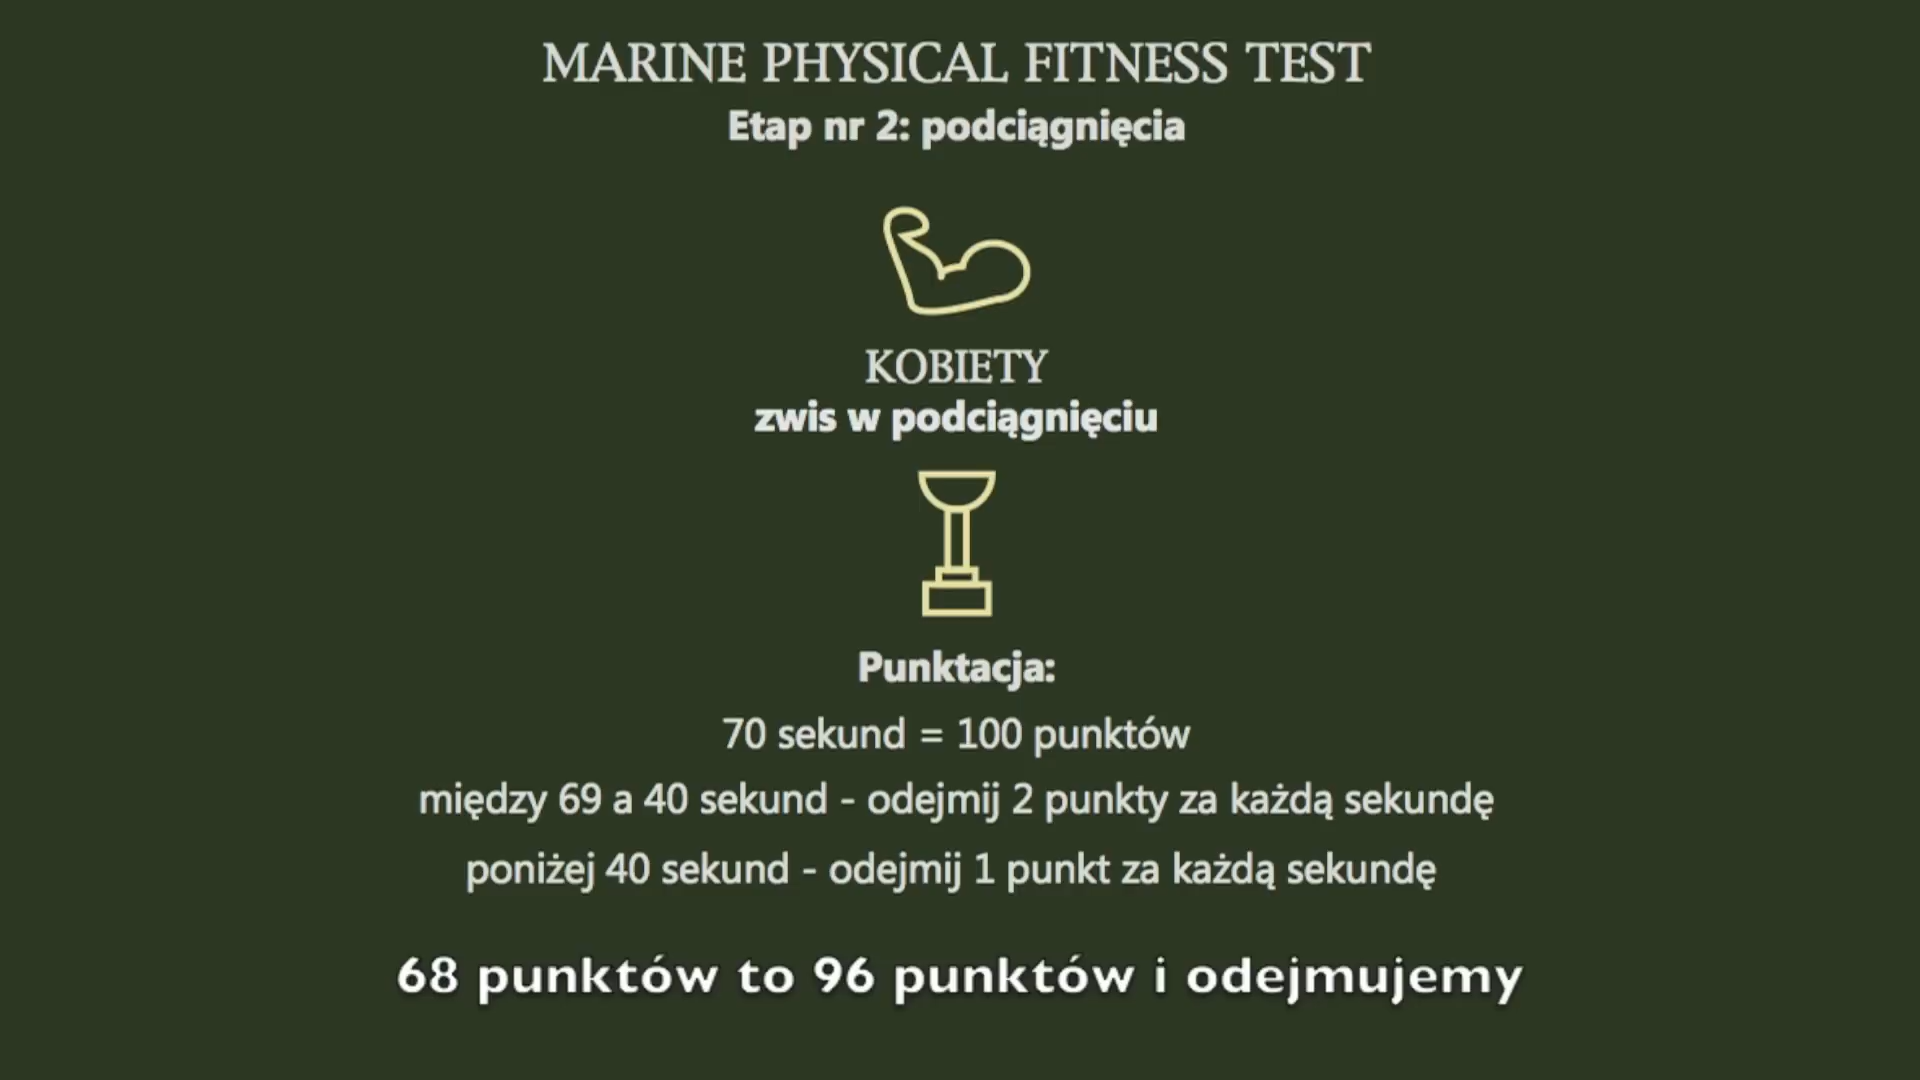 MARINE PHYSICAL FITNESS TEST
Etap nr 2: podciągnięcia
KOBIETY
zwis w podciągnięciu
Punktacja:
70 sekund = 100 punktów
między 69 a 40 sekund - odejmij 2 punkty za każdą sekundę
poniżej 40 sekund - odejmij 1 punkt za każdą sekundę
68 punktów to 96 punktów i odejmujemy